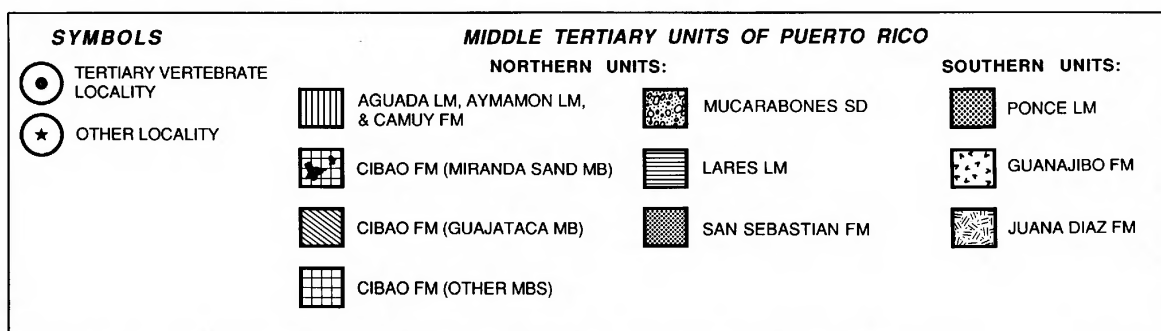 SYMBOLS
TERTIARY VERTEBRATE
LOCALITY
OTHER LOCALITY
MIDDLE TERTIARY UNITS OF PUERTO RICO
NORTHERN UNITS:
AGUADA LM, AYMAMON LM,
& CAMUY FM
CIBAO FM (MIRANDA SAND MB)
CIBAO FM (GUAJATACA MB)
CIBAO FM (OTHER MBS)
MUCARABONES SD
LARES LM
SAN SEBASTIAN FM
SOUTHERN UNITS:
PONCE LM
GUANAJIBO FM
JUANA DIAZ FM